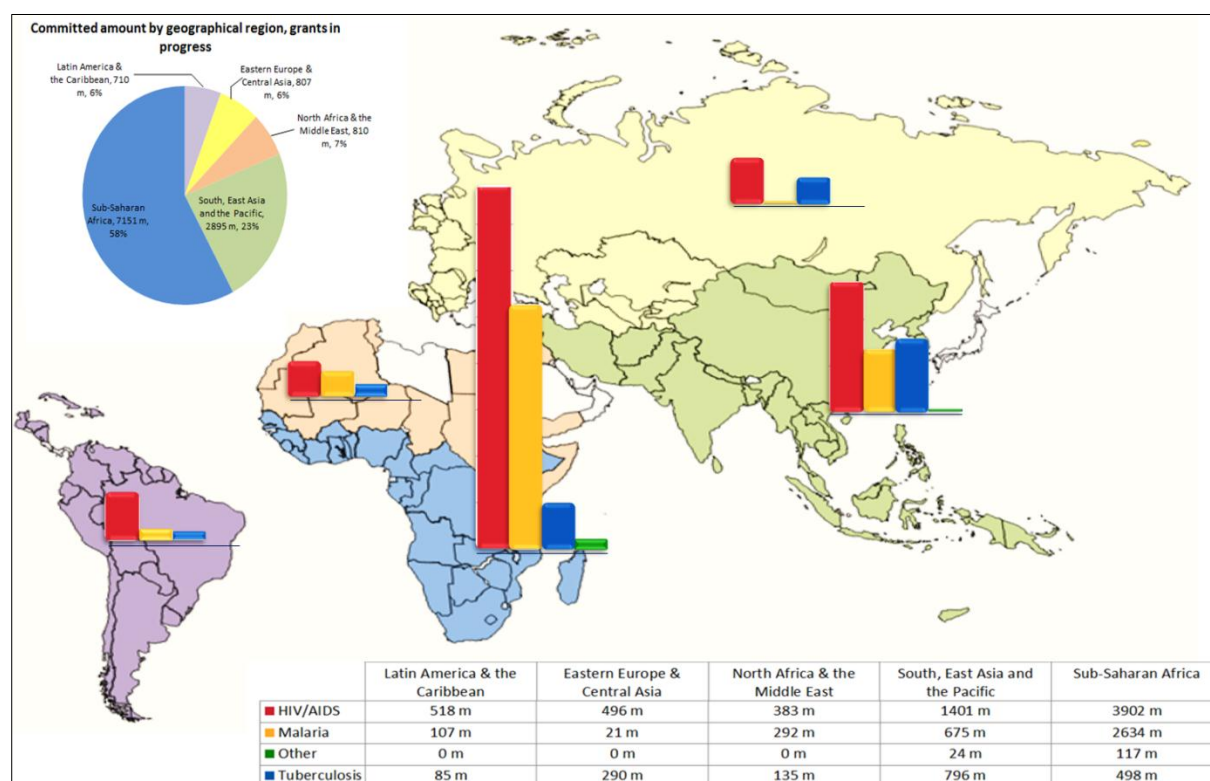 Committed amount by geographical region, grants in
progress
Latin America &
the Caribbean, 710
m, 6%
Eastern Europe &
Central Asia, 807
m, 6%
North Africa & the
Middle East, 810
m, 7%
Sub-Saharan
Africa, 7151 m,
58%
South, East Asia
and the Pacific,
2895 m, 23%
Latin America & the
Caribbean
Eastern Europe &
Central Asia
North Africa & the
Middle East
South, East Asia and
the Pacific
Sub-Saharan Africa
HIV/AIDS 518 m 496 m 383 m 1401 m 3902 m
Malaria 107 m 21 m 292 m 675 m 2634 m
Other 0 m 0 m 0 m 24 m 117 m
Tuberculosis 85 m 290 m 135 m 796 m 498 m